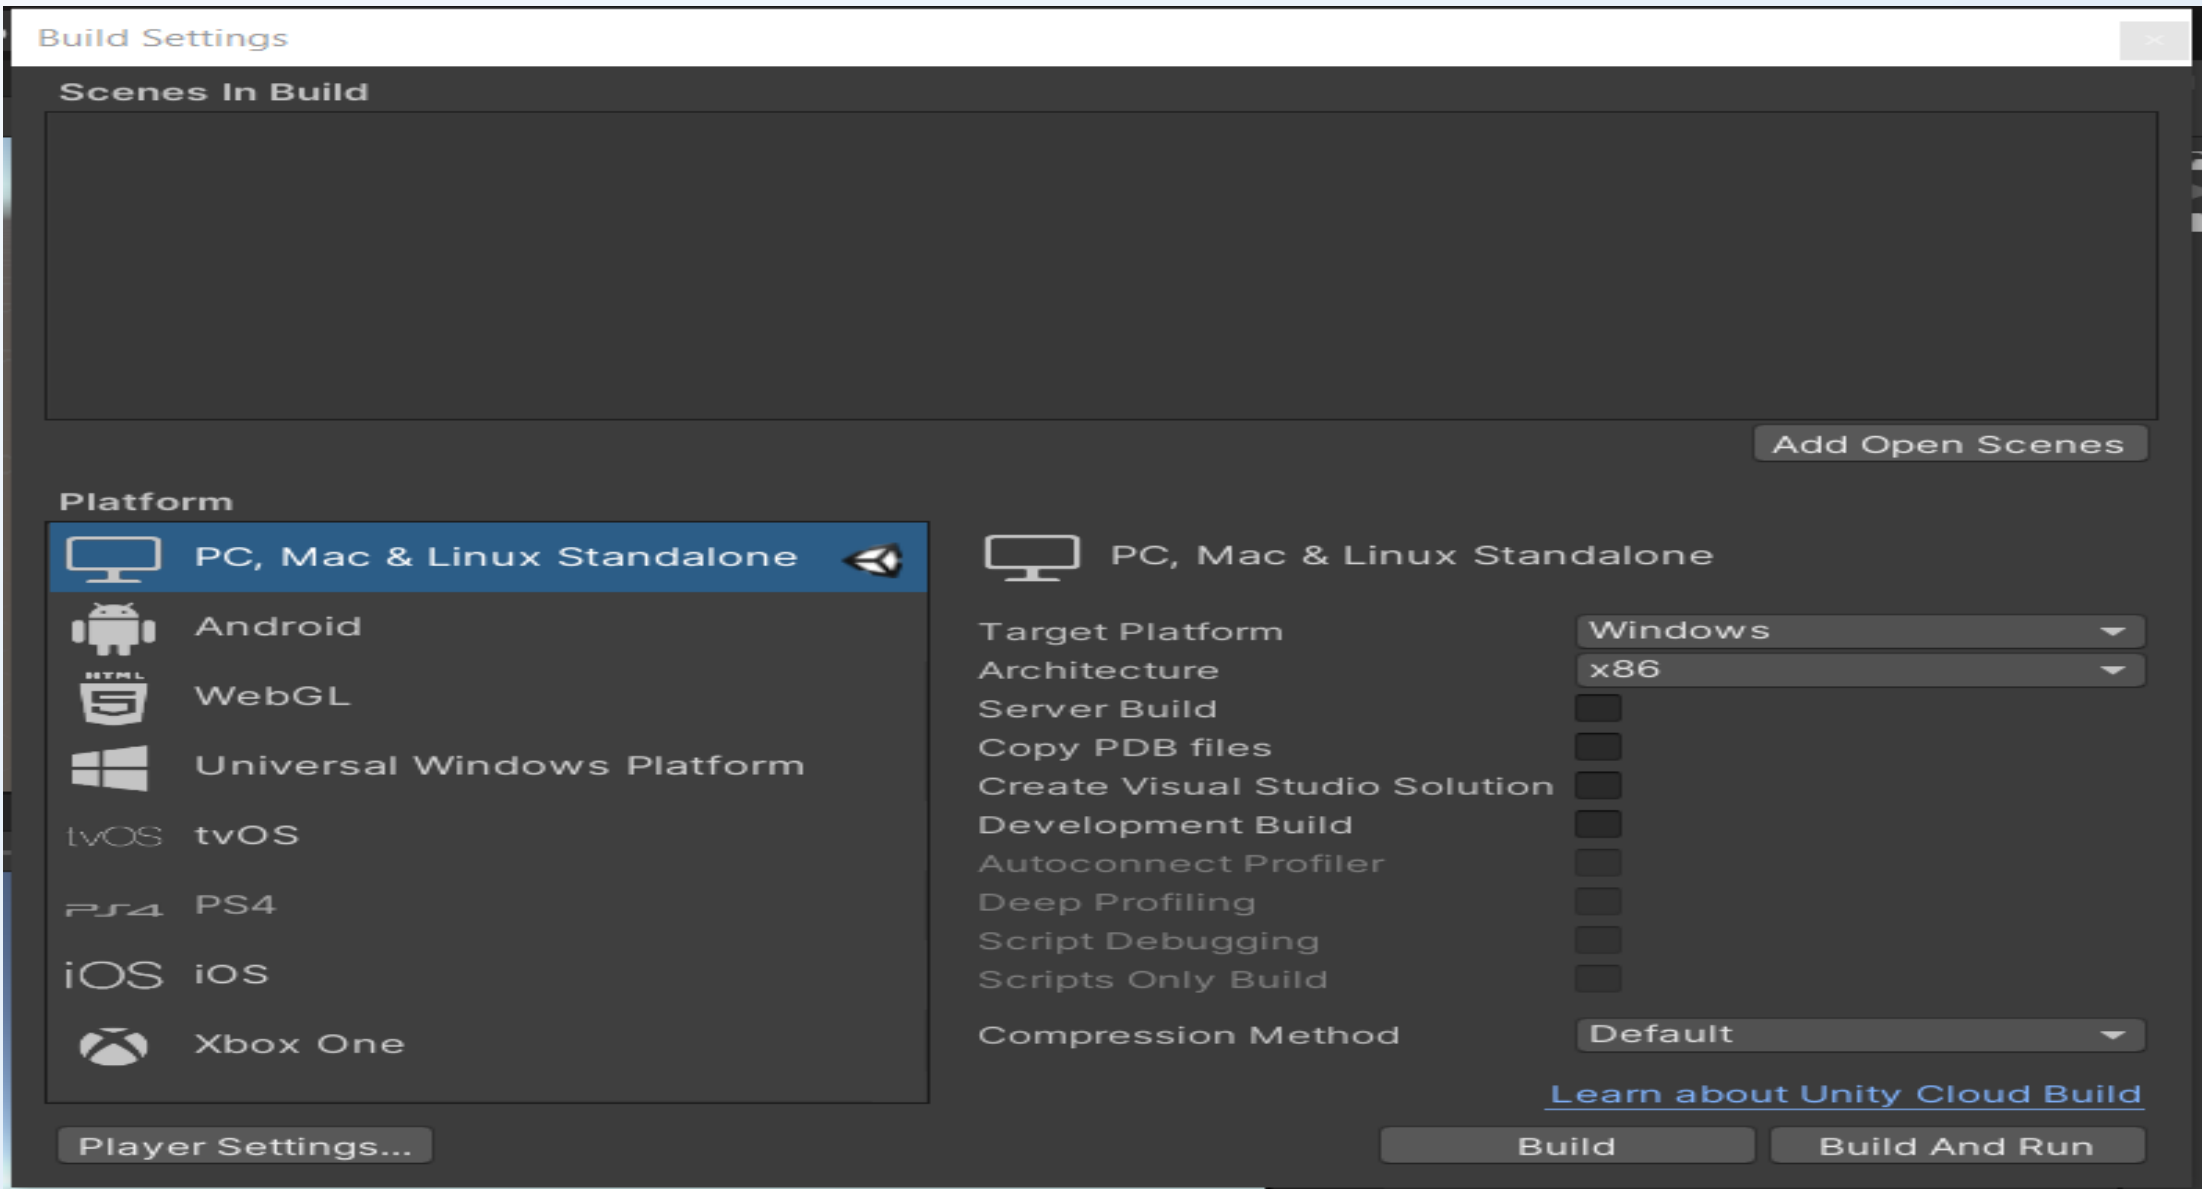 Build Settings
Scenes In Build
Add Open Scenes
Platform
PC, Mac & Linux Standalone
Android
HTML
5
WebGL
Universal Windows Platform
tvOS tvOS
PS4 PS4
iOS iOS
Xbox One
Player Settings...
PC, Mac & Linux Standalone
Target Platform Windows
Architecture x86
Server Build
Copy PDB files
Create Visual Studio Solution
Development Build
Autoconnect Profiler
Deep Profiling
Script Debugging
Scripts Only Build
Compression Method Default
Learn about Unity Cloud Build
Build Build And Run